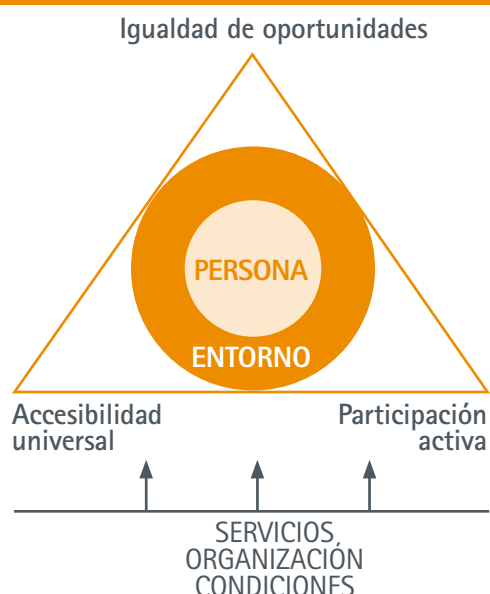 Igualdad de oportunidades
PERSONA
ENTORNO
Accesibilidad
universal
Participación
activa
SERVICIOS,
ORGANIZACIÓN
CONDICIONES